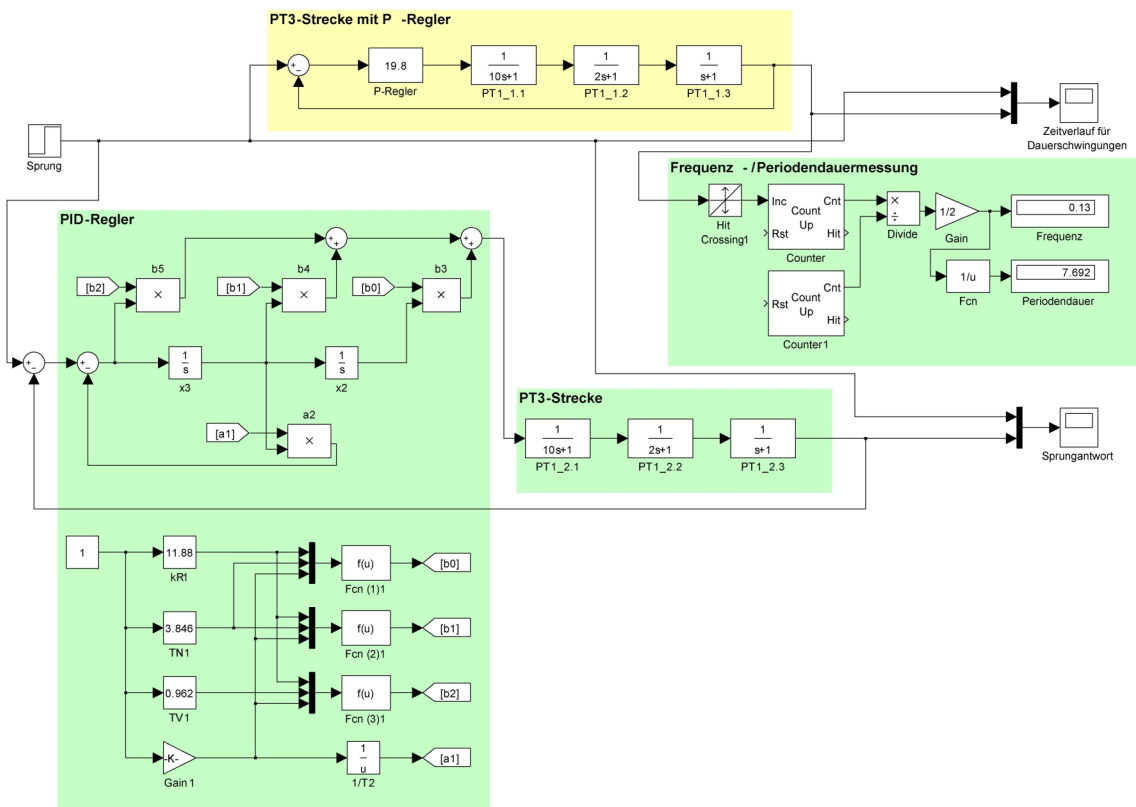 PT3-Strecke mit P -Regler
19.8
P-Regler
1
10s+1
PT1_1.1
1
2s+1
PT1_1.2
1
s+1
PT1_1.3
Sprung
Zeitverlauf für
Dauerschwingungen
Frequenz - /Periodendauermessung
Hit
Crossing1
Inc
Rst
Count
Up
Cnt
Hit
Counter
Rst
Count
Up
Cnt
Hit
Counter1
×
÷
Divide
1/2
Gain
0.13
Frequenz
1/u
Fcn
7.692
Periodendauer
PID-Regler
b5
[b2]
×
b4
[b1]
×
b3
[b0]
×
1
s
x3
1
s
x2
a2
[a1]
×
PT3-Strecke
1
10s+1
PT1_2.1
1
2s+1
PT1_2.2
1
s+1
PT1_2.3
Sprungantwort
1
11.88
kR1
f(u)
Fcn (1)1
[b0]
3.846
TN1
f(u)
Fcn (2)1
[b1]
0.962
TV1
f(u)
Fcn (3)1
[b2]
-K-
Gain 1
1
u
1/T2
[a1]